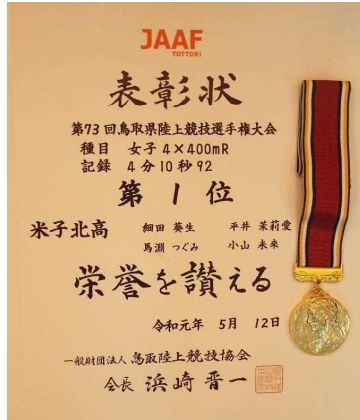 JAAF
TOTTORI
表彰状
第73回鳥取県陸上競技選手権大会
種目 女子4×400mR
記録 4分10秒92
第1位
米子北高 細田 葵生 平井 茉莉愛
馬淵 つぐみ 小山 未来
栄誉を讃える
令和元年 5月 12日
一般財団法人 鳥取陸上競技協会
会長 浜崎晋一